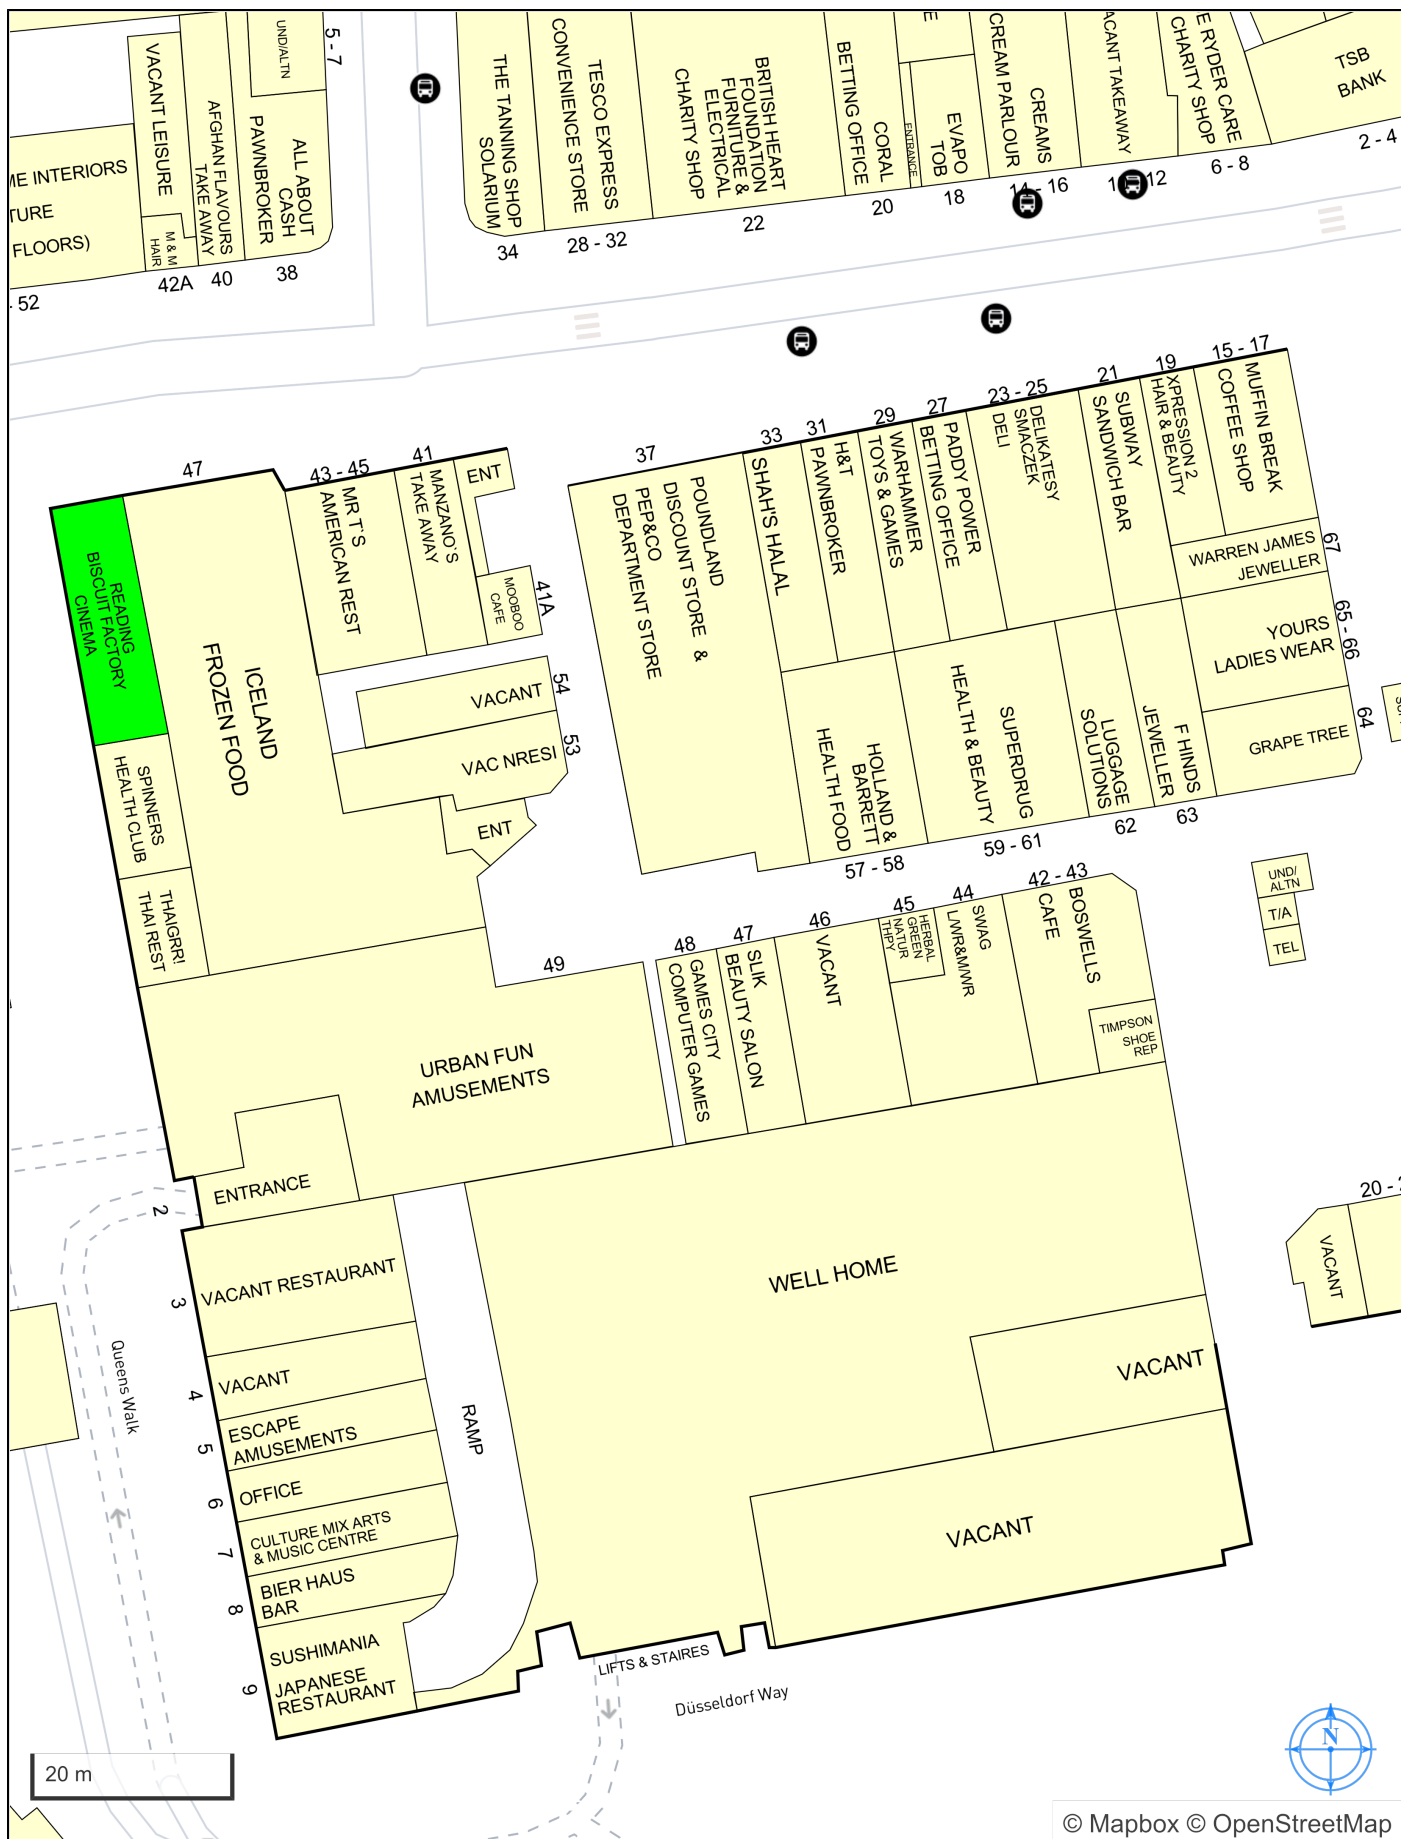 UND/ALTN
5 - 7
VACANT LEISURE
AFGHAN FLAVOURS
TAKE AWAY
ALL ABOUT
CASH
PAWNBROKER
M & M
HAIR
ME INTERIORS
TURE
FLOORS)
52
42A
40
38
THE TANNING SHOP
SOLARIUM
34
TESCO EXPRESS
CONVENIENCE STORE
28 - 32
BRITISH HEART
FOUNDATION
FURNITURE &
ELECTRICAL
CHARITY SHOP
22
CORAL
BETTING OFFICE
20
ENTRANCE
E
EVAPO
TOB
18
CREAMS
CREAM PARLOUR
14 - 16
ACANT TAKEAWAY
12
E RYDER CARE
CHARITY SHOP
6 - 8
TSB
BANK
2 - 4
47
READING
BISCUIT FACTORY
CINEMA
ICELAND
FROZEN FOOD
43 - 45
MR T`S
AMERICAN REST
41
MANZANO`S
TAKE AWAY
ENT
MOOBOO
CAFE
41A
VACANT
54
VAC NRESI
53
ENT
SPINNERS
HEALTH CLUB
THAIGRR!
THAI REST
37
POUNDLAND
DISCOUNT STORE &
PEP&CO
DEPARTMENT STORE
33
SHAH'S HALAL
31
H&T
PAWNBROKER
29
WARHAMMER
TOYS & GAMES
27
PADDY POWER
BETTING OFFICE
23 - 25
DELIKATESY
SMACZEK
DELI
21
SUBWAY
SANDWICH BAR
19
XPRESSION 2
HAIR & BEAUTY
15 - 17
MUFFIN BREAK
COFFEE SHOP
WARREN JAMES
JEWELLER
67
YOURS
LADIES WEAR
65 - 66
GRAPE TREE
64
HOLLAND &
BARRETT
HEALTH FOOD
57 - 58
SUPERDRUG
HEALTH & BEAUTY
59 - 61
LUGGAGE
SOLUTIONS
62
F HINDS
JEWELLER
63
UND/
ALTN
T/A
TEL
49
URBAN FUN
AMUSEMENTS
48
GAMES CITY
COMPUTER GAMES
47
SLIK
BEAUTY SALON
46
VACANT
45
HERBAL
GREEN
NATUR
THPY
44
SWAG
L/WR&M/WR
42 - 43
BOSWELLS
CAFE
TIMPSON
SHOE
REP
ENTRANCE
2
VACANT RESTAURANT
3
VACANT
4
ESCAPE
AMUSEMENTS
5
OFFICE
6
CULTURE MIX ARTS
& MUSIC CENTRE
7
BIER HAUS
BAR
8
SUSHIMANIA
JAPANESE
RESTAURANT
9
RAMP
WELL HOME
VACANT
VACANT
20 -
VACANT
LIFTS & STAIRES
Düsseldorf Way
Queens Walk
20 m
N
© Mapbox © OpenStreetMap